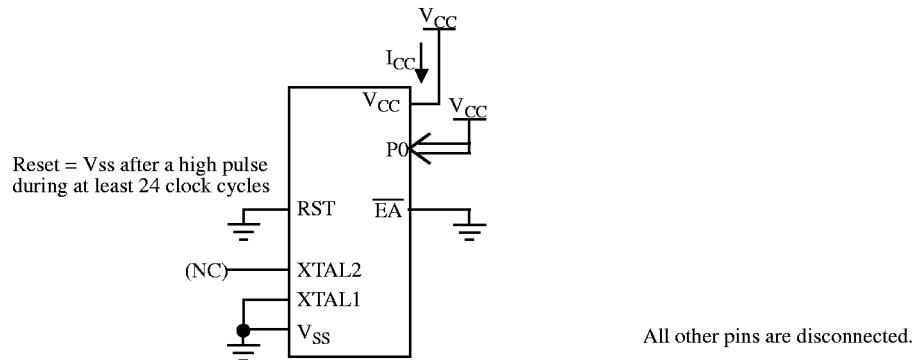 VCC
ICC
VCC
VCC
P0
Reset = Vss after a high pulse
during at least 24 clock cycles
RST
EA
(NC)
XTAL2
XTAL1
VSS
All other pins are disconnected.